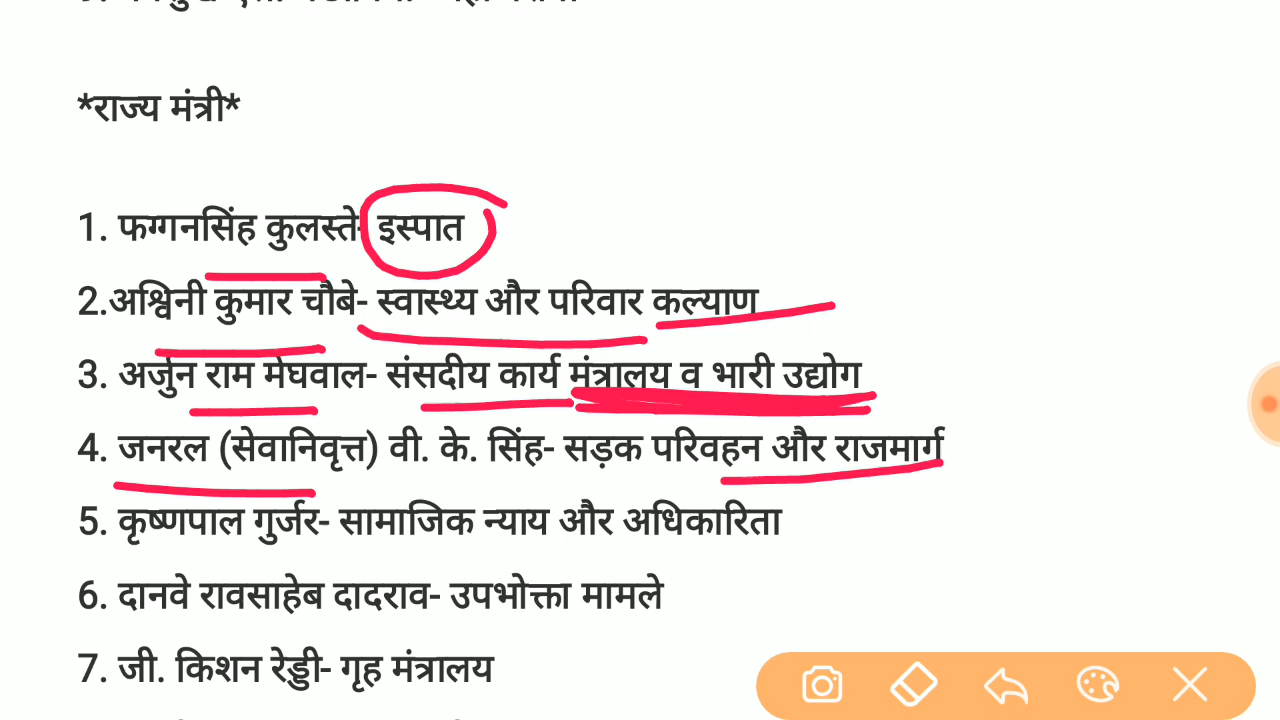 *राज्य मंत्री*
1. फग्गनसिंह कुलस्ते- इस्पात
2.अश्विनी कुमार चौबे- स्वास्थ्य और परिवार कल्याण
3. अर्जुन राम मेघवाल- संसदीय कार्य मंत्रालय व भारी उद्योग
4. जनरल (सेवानिवृत्त) वी. के. सिंह- सड़क परिवहन और राजमार्ग
5. कृष्णपाल गुर्जर- सामाजिक न्याय और अधिकारिता
6. दानवे रावसाहेब दादराव- उपभोक्ता मामले
7. जी. किशन रेड्डी- गृह मंत्रालय